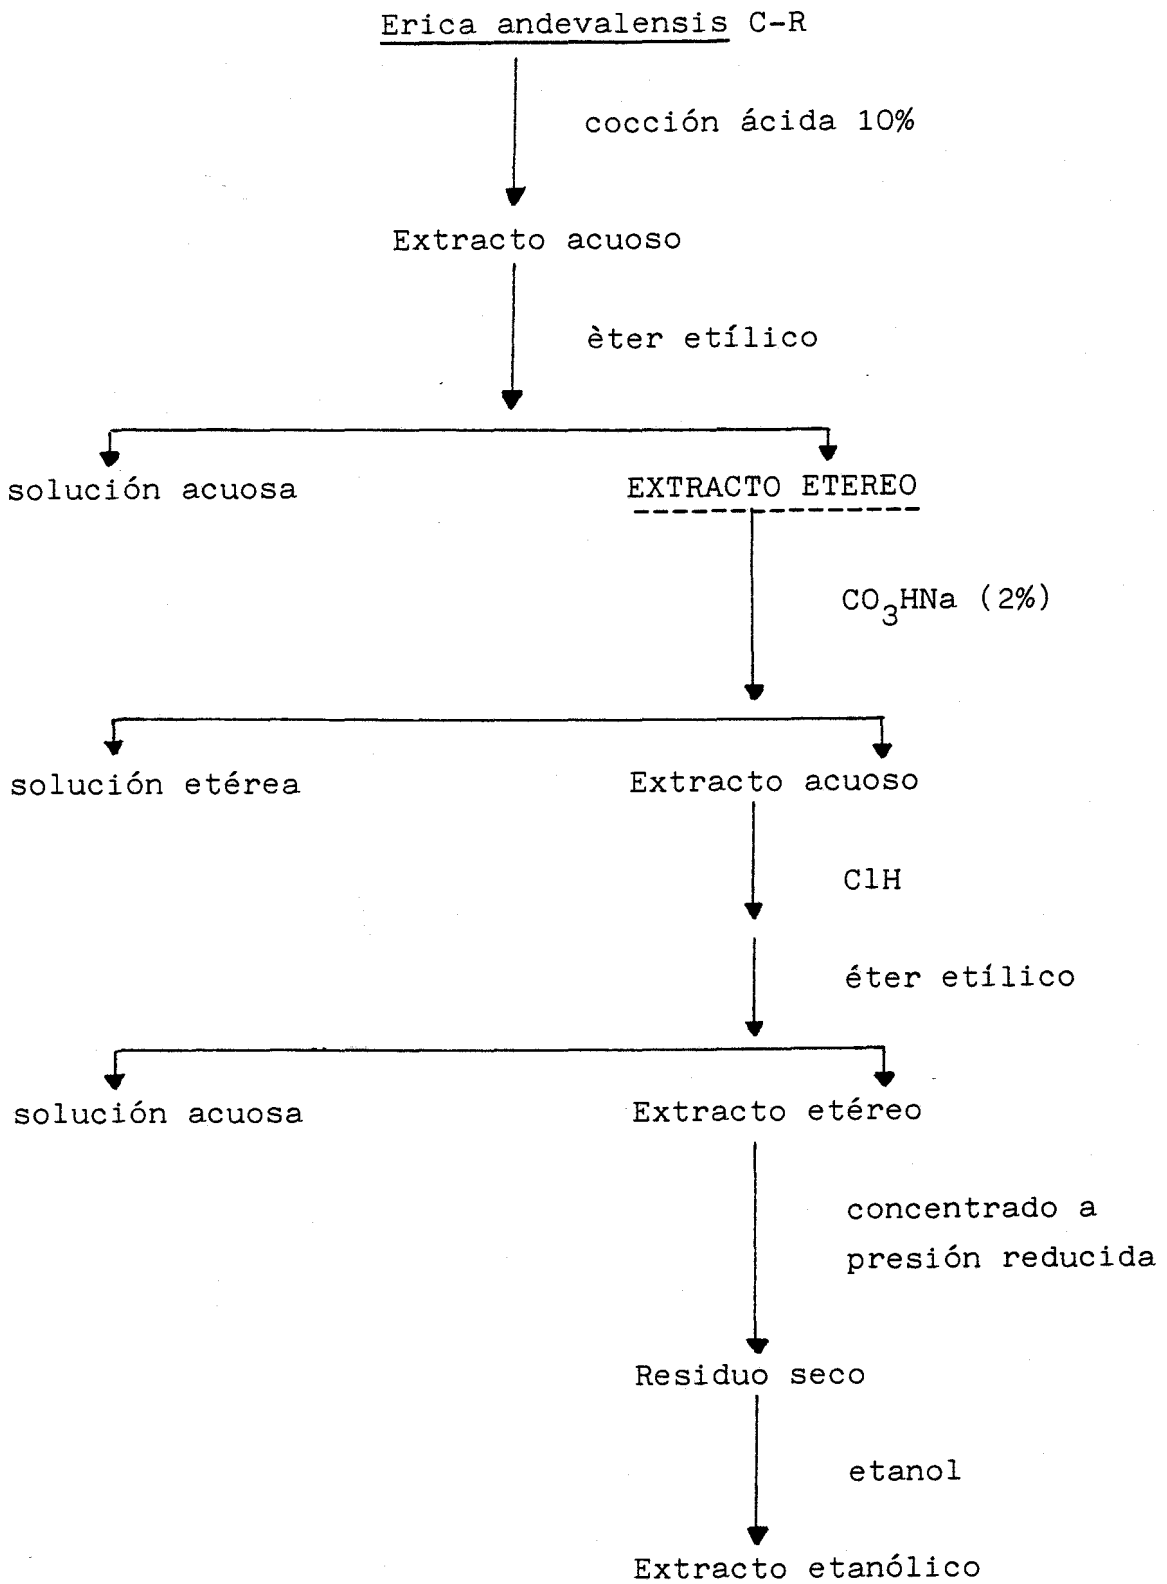 Erica andevalensis C-R
cocción ácida 10%
Extracto acuoso
èter etílico
solución acuosa
EXTRACTO ETEREO
CO3HNa (2%)
solución etérea
Extracto acuoso
ClH
éter etílico
solución acuosa
Extracto etéreo
concentrado a
presión reducida
Residuo seco
etanol
Extracto etanólico